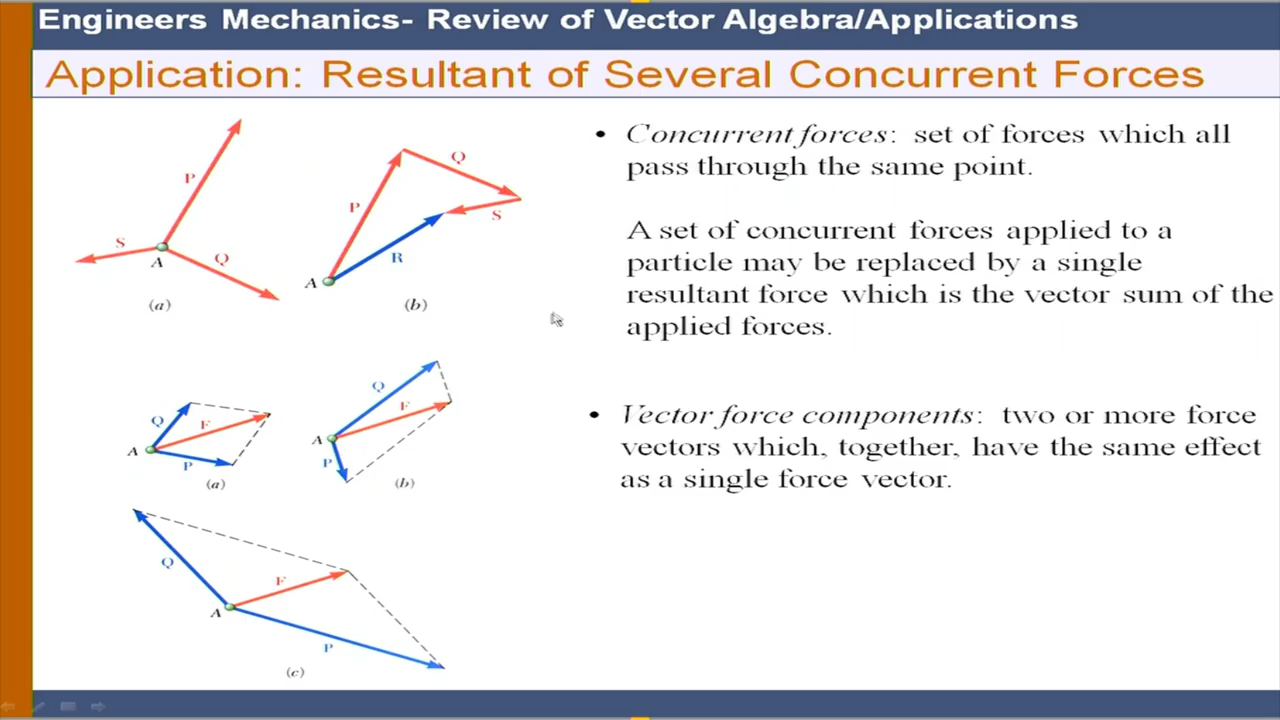 Engineers Mechanics- Review of Vector Algebra/Applications
Application: Resultant of Several Concurrent Forces
P
S
A
Q
(a)
Q
P
S
R
A
(b)
• Concurrent forces: set of forces which all
pass through the same point.
A set of concurrent forces applied to a
particle may be replaced by a single
resultant force which is the vector sum of the
applied forces.
Q
F
A
P
(a)
Q
F
A
P
(b)
• Vector force components: two or more force
vectors which, together, have the same effect
as a single force vector.
Q
F
A
P
(c)